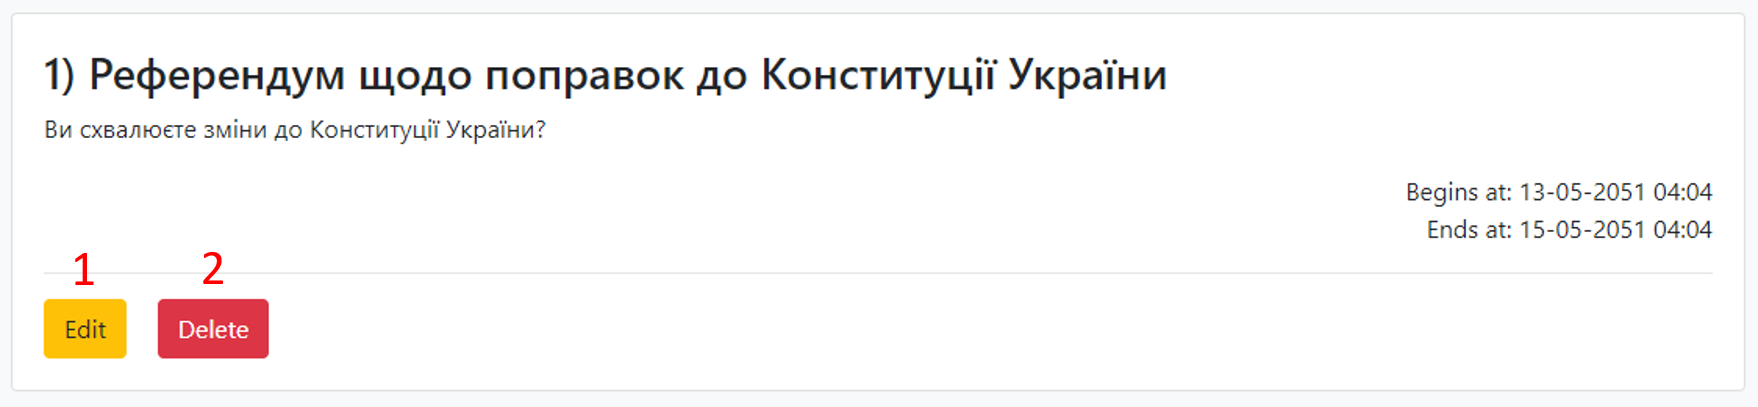 1) Референдум щодо поправок до Конституції України
Ви схвалюєте зміни до Конституції України?
Begins at: 13-05-2051 04:04
Ends at: 15-05-2051 04:04
1 2
Edit Delete